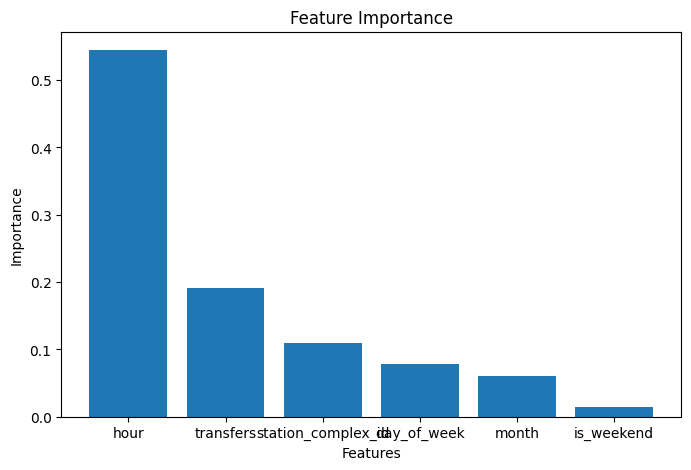 Feature Importance
Importance
0.5
0.4
0.3
0.2
0.1
0.0
hour transfers station_complex_id day_of_week month is_weekend
Features